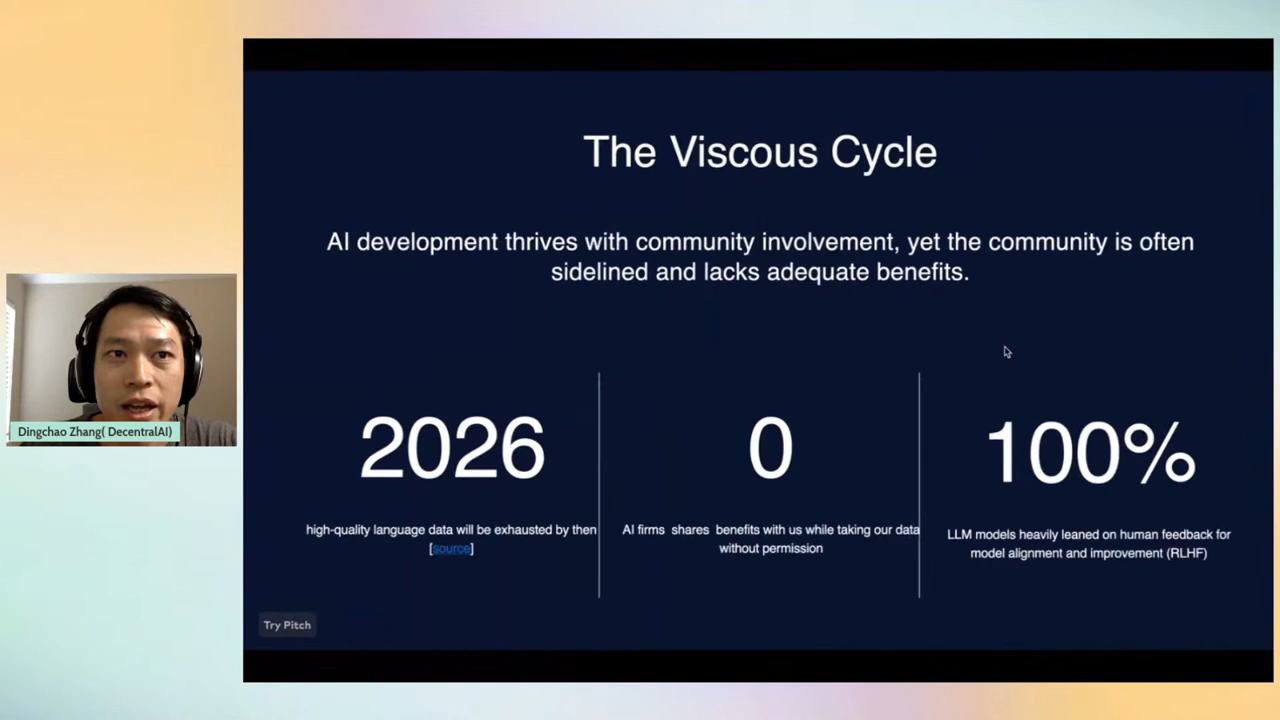 The Viscous Cycle
AI development thrives with community involvement, yet the community is often
sidelined and lacks adequate benefits.
2026
high-quality language data will be exhausted by then
[source]
0
AI firms shares benefits with us while taking our data
without permission
100%
LLM models heavily leaned on human feedback for
model alignment and improvement (RLHF)
Try Pitch
Dingchao Zhang( DecentralAI)